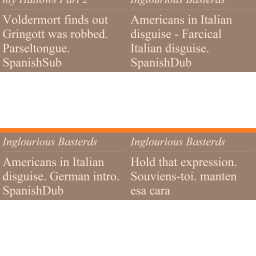 my Hallows Part 2
Voldermort finds out
Gringott was robbed.
Parseltongue.
SpanishSub
Inglourious Basterds
Americans in Italian
disguise - Farcical
Italian disguise.
SpanishDub
Inglourious Basterds
Americans in Italian
disguise. German intro.
SpanishDub
Inglourious Basterds
Hold that expression.
Souviens-toi. manten
esa cara